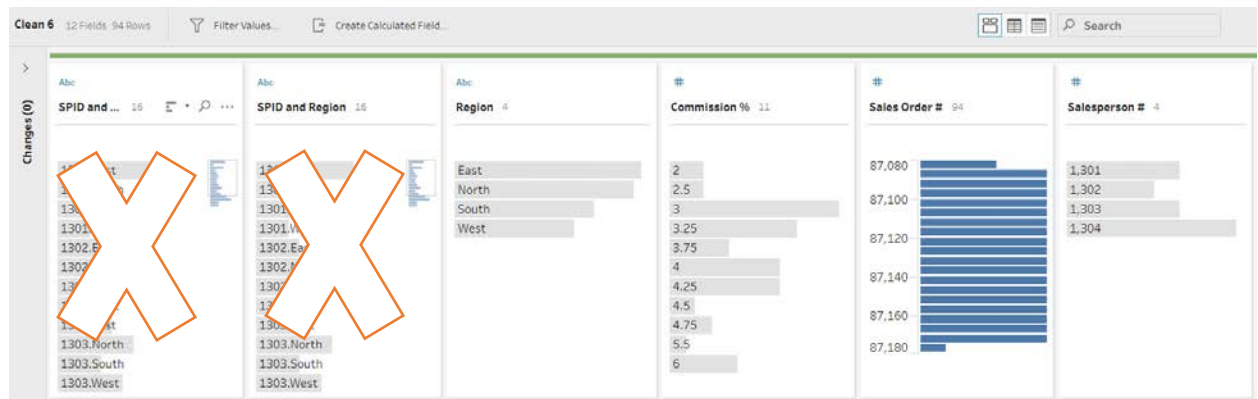 Clean 6 12 Fields 94 Rows Filter Values... Create Calculated Field... Search
Changes (0)
Abc
SPID and ... 16
1303.North
1303.South
1303.West
Abc
SPID and Region 16
1303.North
1303.South
1303.West
Abc
Region 4
East
North
South
West
#
Commission % 11
2
2.5
3
3.25
3.75
4
4.25
4.5
4.75
5.5
6
#
Sales Order # 94
87,080
87,100
87,120
87,140
87,160
87,180
#
Salesperson # 4
1,301
1,302
1,303
1,304